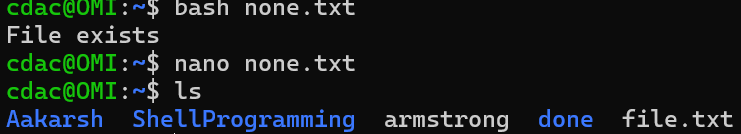 cdac@OMI:~$ bash none.txt
File exists
cdac@OMI:~$ nano none.txt
cdac@OMI:~$ ls
Aakarsh  ShellProgramming  armstrong  done  file.txt